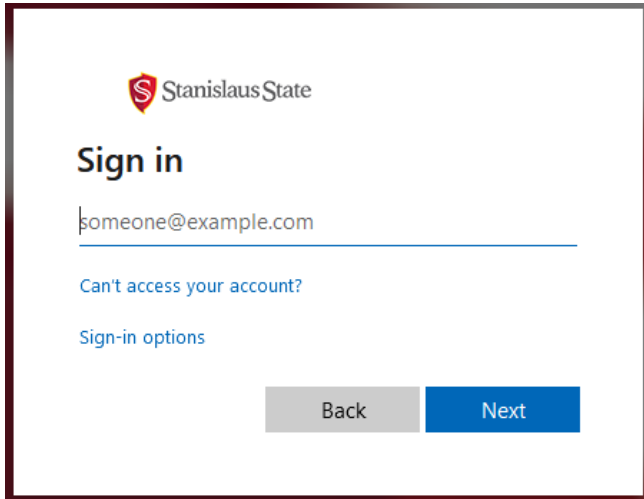 S Stanislaus State
Sign in
someone@example.com
Can't access your account?
Sign-in options
Back Next